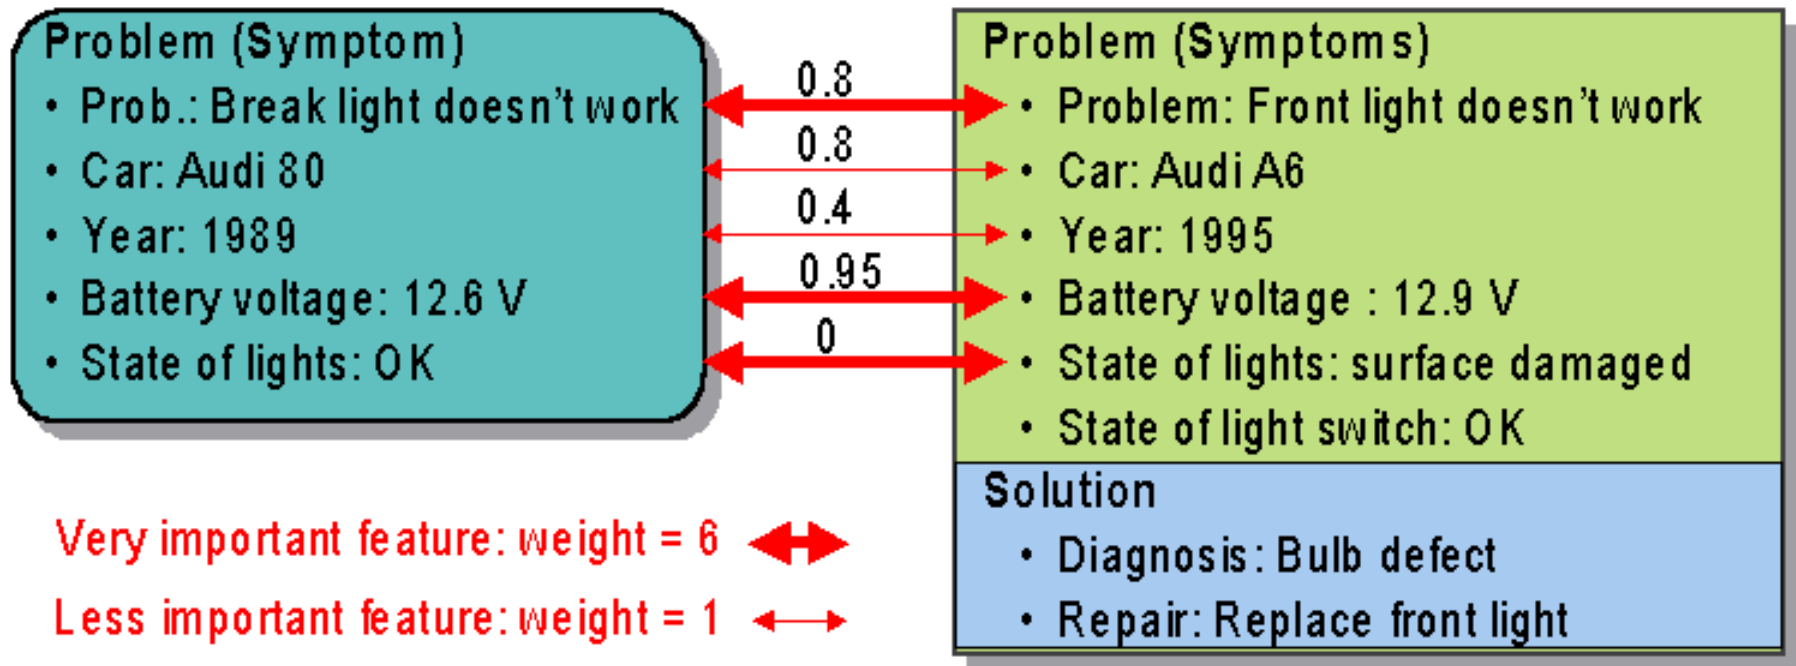 Problem (Symptom)
• Prob.: Break light doesn't work
• Car: Audi 80
• Year: 1989
• Battery voltage: 12.6 V
• State of lights: OK
0.8
0.8
0.4
0.95
0
Problem (Symptoms)
• Problem: Front light doesn't work
• Car: Audi A6
• Year: 1995
• Battery voltage : 12.9 V
• State of lights: surface damaged
• State of light switch: OK
Solution
• Diagnosis: Bulb defect
• Repair: Replace front light
Very important feature: weight = 6
Less important feature: weight = 1